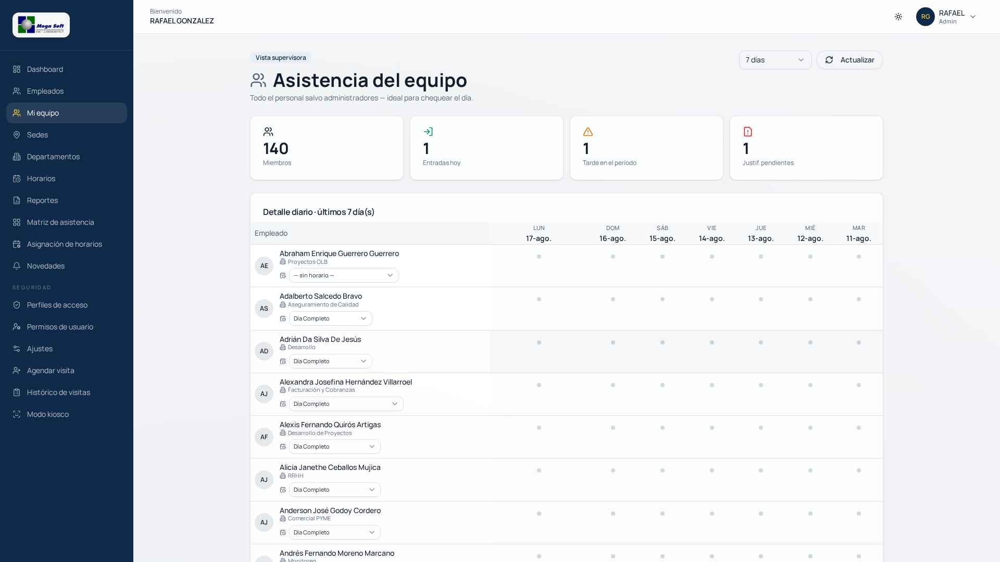 Mega Soft
Dashboard
Empleados
Mi equipo
Sedes
Departamentos
Horarios
Reportes
Matriz de asistencia
Asignación de horarios
Novedades
SEGURIDAD
Perfiles de acceso
Permisos de usuario
Ajustes
Agendar visita
Histórico de visitas
Modo kiosco
Bienvenido
RAFAEL GONZALEZ
RG
RAFAEL
Admin
Vista supervisora
7 días
Actualizar
Asistencia del equipo
Todo el personal salvo administradores — ideal para chequear el día.
140
Miembros
1
Entradas hoy
1
Tarde en el período
1
Justif. pendientes
Detalle diario · últimos 7 día(s)
Empleado
LUN
17-ago.
DOM
16-ago.
SÁB
15-ago.
VIE
14-ago.
JUE
13-ago.
MIÉ
12-ago.
MAR
11-ago.
AE
Abraham Enrique Guerrero Guerrero
Proyectos OLB
— sin horario —
AS
Adalberto Salcedo Bravo
Aseguramiento de Calidad
Día Completo
AD
Adrián Da Silva De Jesús
Desarrollo
Día Completo
AJ
Alexandra Josefina Hernández Villarroel
Facturación y Cobranzas
Día Completo
AF
Alexis Fernando Quirós Artigas
Desarrollo de Proyectos
Día Completo
AJ
Alicia Janethe Ceballos Mujica
RRHH
Día Completo
AJ
Anderson José Godoy Cordero
Comercial PYME
Día Completo
Andrés Fernando Moreno Marcano
Monitoreo